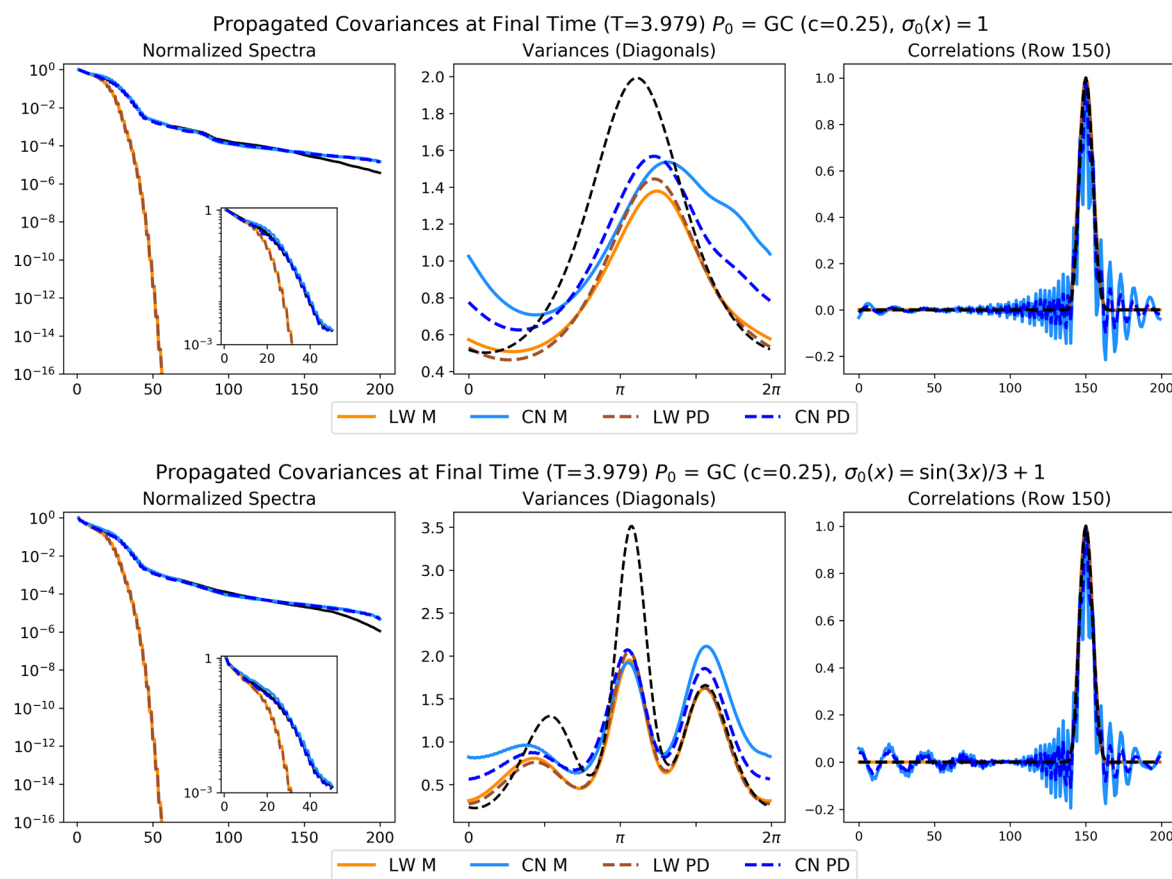 Propagated Covariances at Final Time (T=3.979) P₀ = GC (c=0.25), σ₀(x) = 1
Normalized Spectra
Variances (Diagonals)
Correlations (Row 150)
10⁰
10⁻²
10⁻⁴
10⁻⁶
10⁻⁸
10⁻¹⁰
10⁻¹²
10⁻¹⁴
10⁻¹⁶
1
10⁻³
0 20 40
0 50 100 150 200
2.0
1.8
1.6
1.4
1.2
1.0
0.8
0.6
0.4
0 π 2π
1.0
0.8
0.6
0.4
0.2
0.0
−0.2
0 50 100 150 200
LW M CN M LW PD CN PD
Propagated Covariances at Final Time (T=3.979) P₀ = GC (c=0.25), σ₀(x) = sin(3x)/3 + 1
Normalized Spectra
Variances (Diagonals)
Correlations (Row 150)
10⁰
10⁻²
10⁻⁴
10⁻⁶
10⁻⁸
10⁻¹⁰
10⁻¹²
10⁻¹⁴
10⁻¹⁶
1
10⁻³
0 20 40
0 50 100 150 200
3.5
3.0
2.5
2.0
1.5
1.0
0.5
0 π 2π
1.0
0.8
0.6
0.4
0.2
0.0
−0.2
0 50 100 150 200
LW M CN M LW PD CN PD